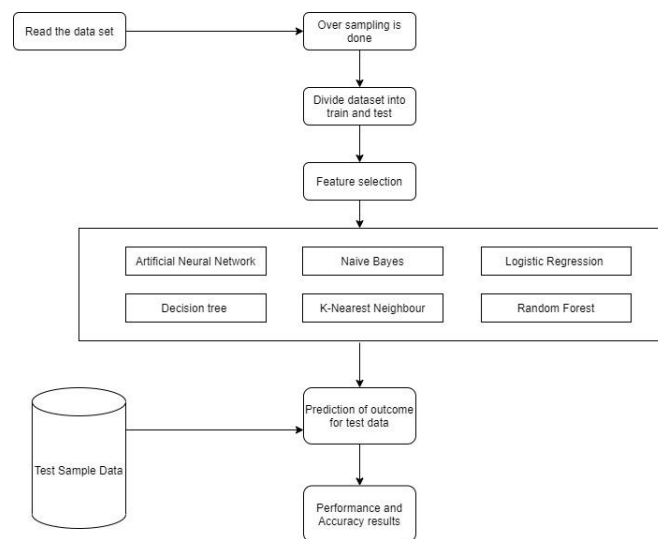 Read the data set
Over sampling is
done
Divide dataset into
train and test
Feature selection
Artificial Neural Network
Naive Bayes
Logistic Regression
Decision tree
K-Nearest Neighbour
Random Forest
Prediction of outcome
for test data
Test Sample Data
Performance and
Accuracy results